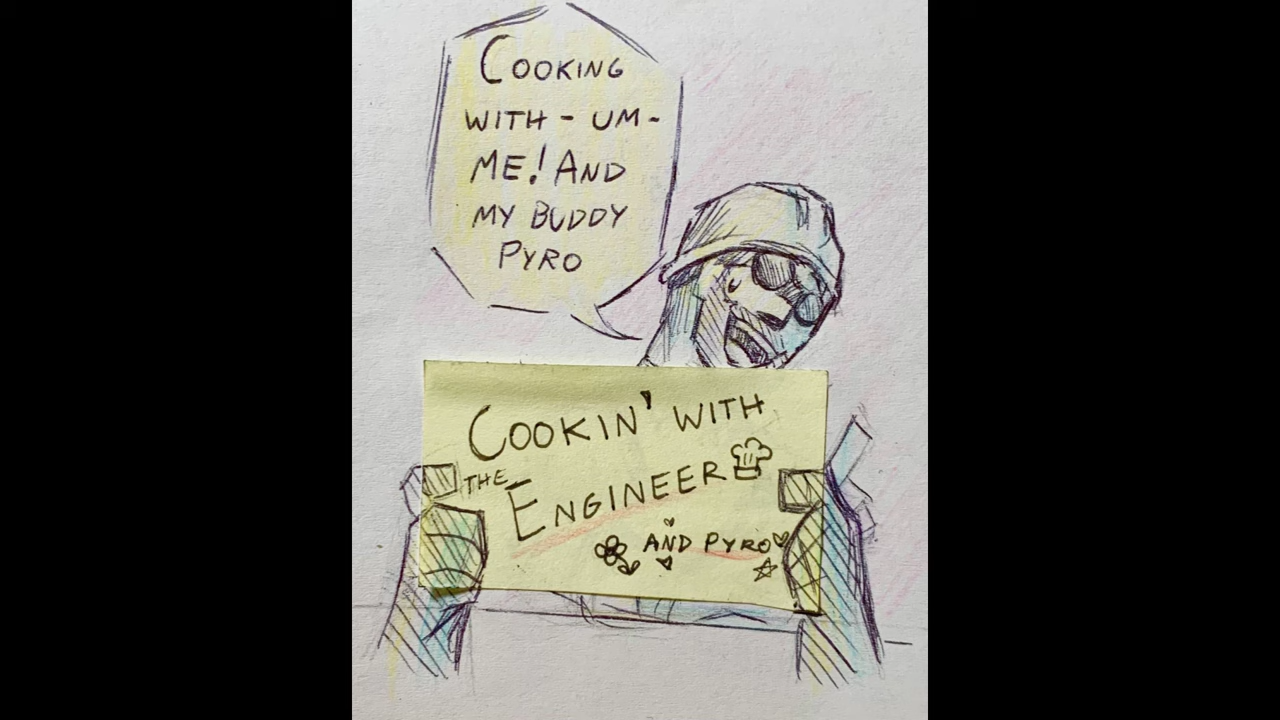 COOKING
WITH - UM -
ME! AND
MY BUDDY
PYRO
COOKIN' WITH
THE ENGINEER
AND PYRO